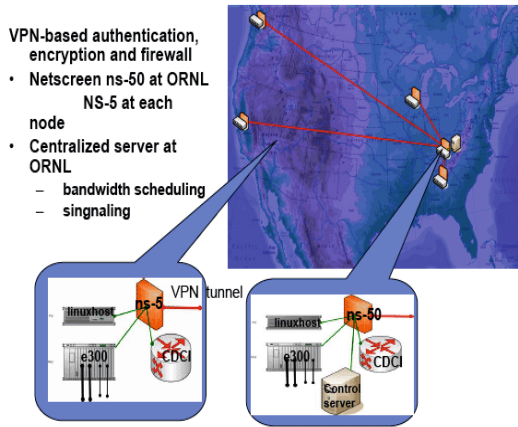 VPN-based authentication,
encryption and firewall
• Netscreen ns-50 at ORNL
NS-5 at each
node
• Centralized server at
ORNL
– bandwidth scheduling
– singnaling
ns-5
VPN tunnel
linuxhost
e300
CDCI
ns-50
linuxhost
e300
CDCI
Control
server